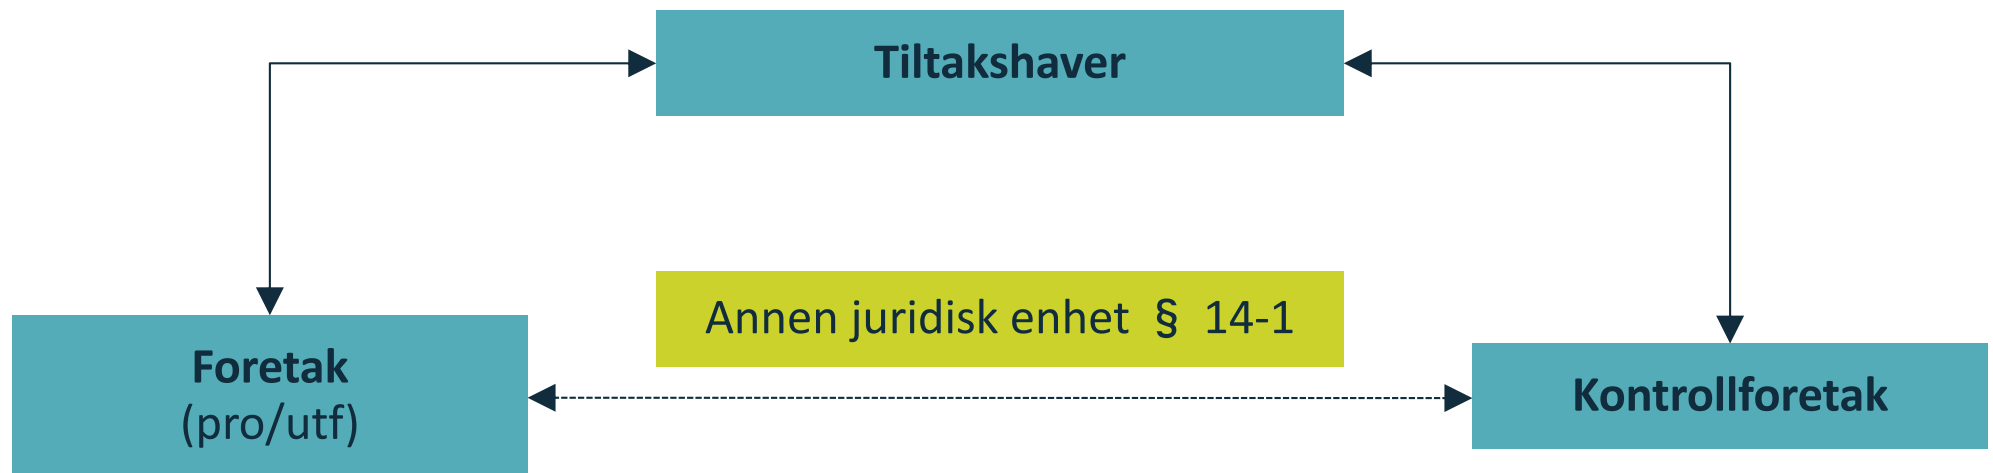 Tiltakshaver
Annen juridisk enhet § 14-1
Foretak
(pro/utf)
Kontrollforetak